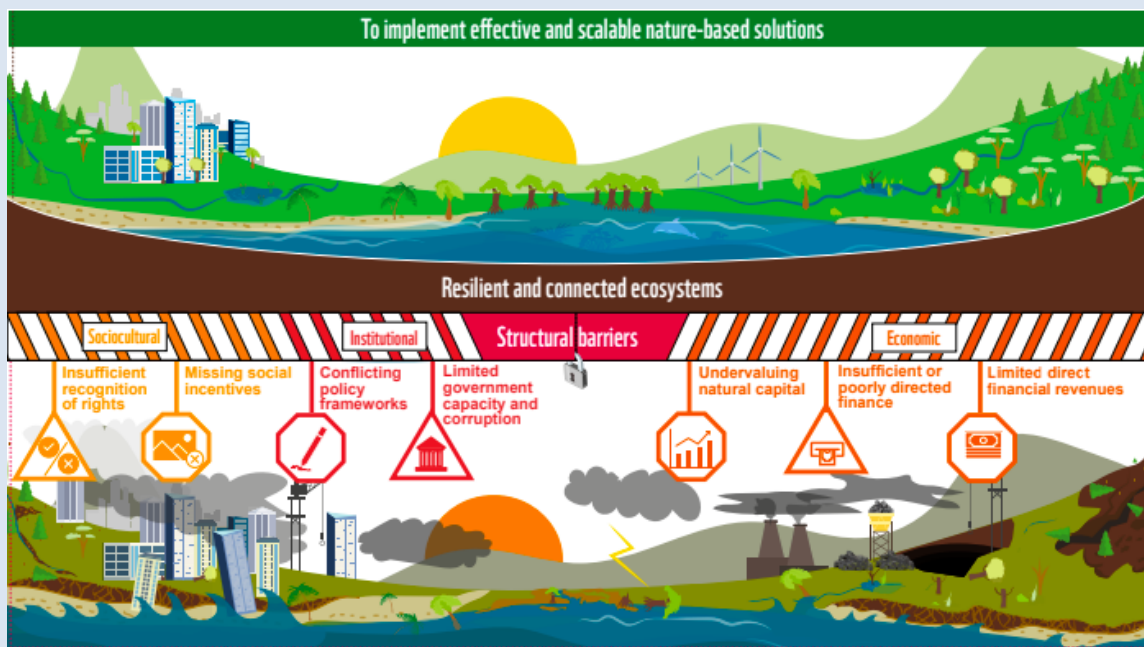 To implement effective and scalable nature-based solutions
Resilient and connected ecosystems
Sociocultural
Institutional
Structural barriers
Economic
Insufficient
recognition
of rights
Missing social
incentives
Conflicting
policy
frameworks
Limited
government
capacity and
corruption
Undervaluing
natural capital
Insufficient or
poorly directed
finance
Limited direct
financial revenues